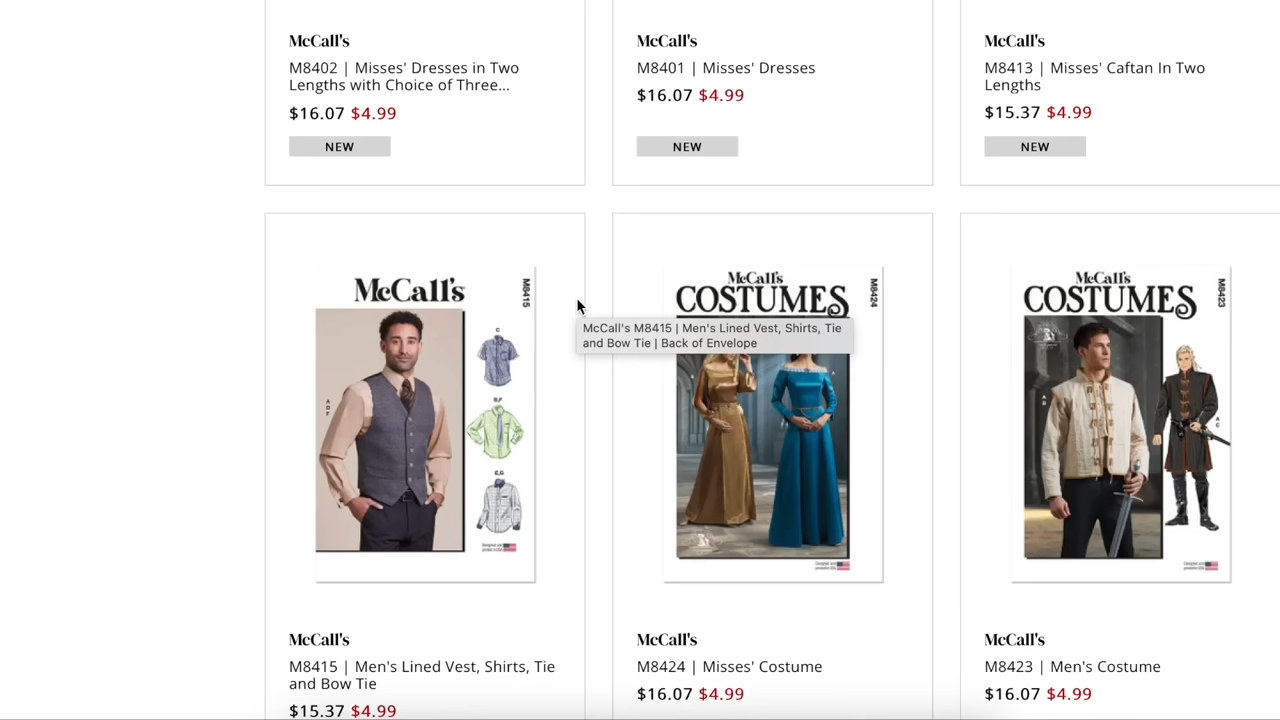 McCall's
M8402 | Misses' Dresses in Two
Lengths with Choice of Three...
$16.07 $4.99
NEW
McCall's
M8401 | Misses' Dresses
$16.07 $4.99
NEW
McCall's
M8413 | Misses' Caftan In Two
Lengths
$15.37 $4.99
NEW
McCall's
M8415
A
D
F
C
B,F
E,G
McCall's
COSTUMES
M8424
McCall's M8415 | Men's Lined Vest, Shirts, Tie
and Bow Tie | Back of Envelope
McCall's
COSTUMES
M8423
McCall's
M8415 | Men's Lined Vest, Shirts, Tie
and Bow Tie
$15.37 $4.99
McCall's
M8424 | Misses' Costume
$16.07 $4.99
McCall's
M8423 | Men's Costume
$16.07 $4.99